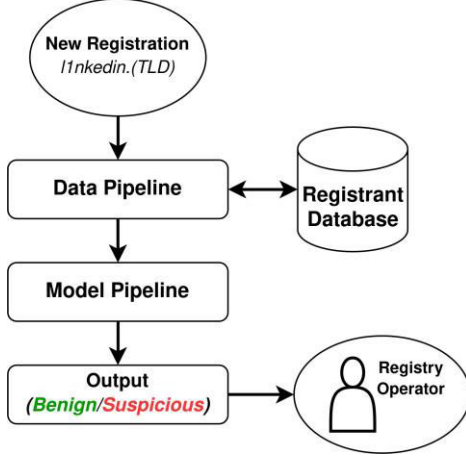 New Registration
l1nkedin.(TLD)
Data Pipeline
Registrant
Database
Model Pipeline
Output
(Benign/Suspicious)
Registry
Operator